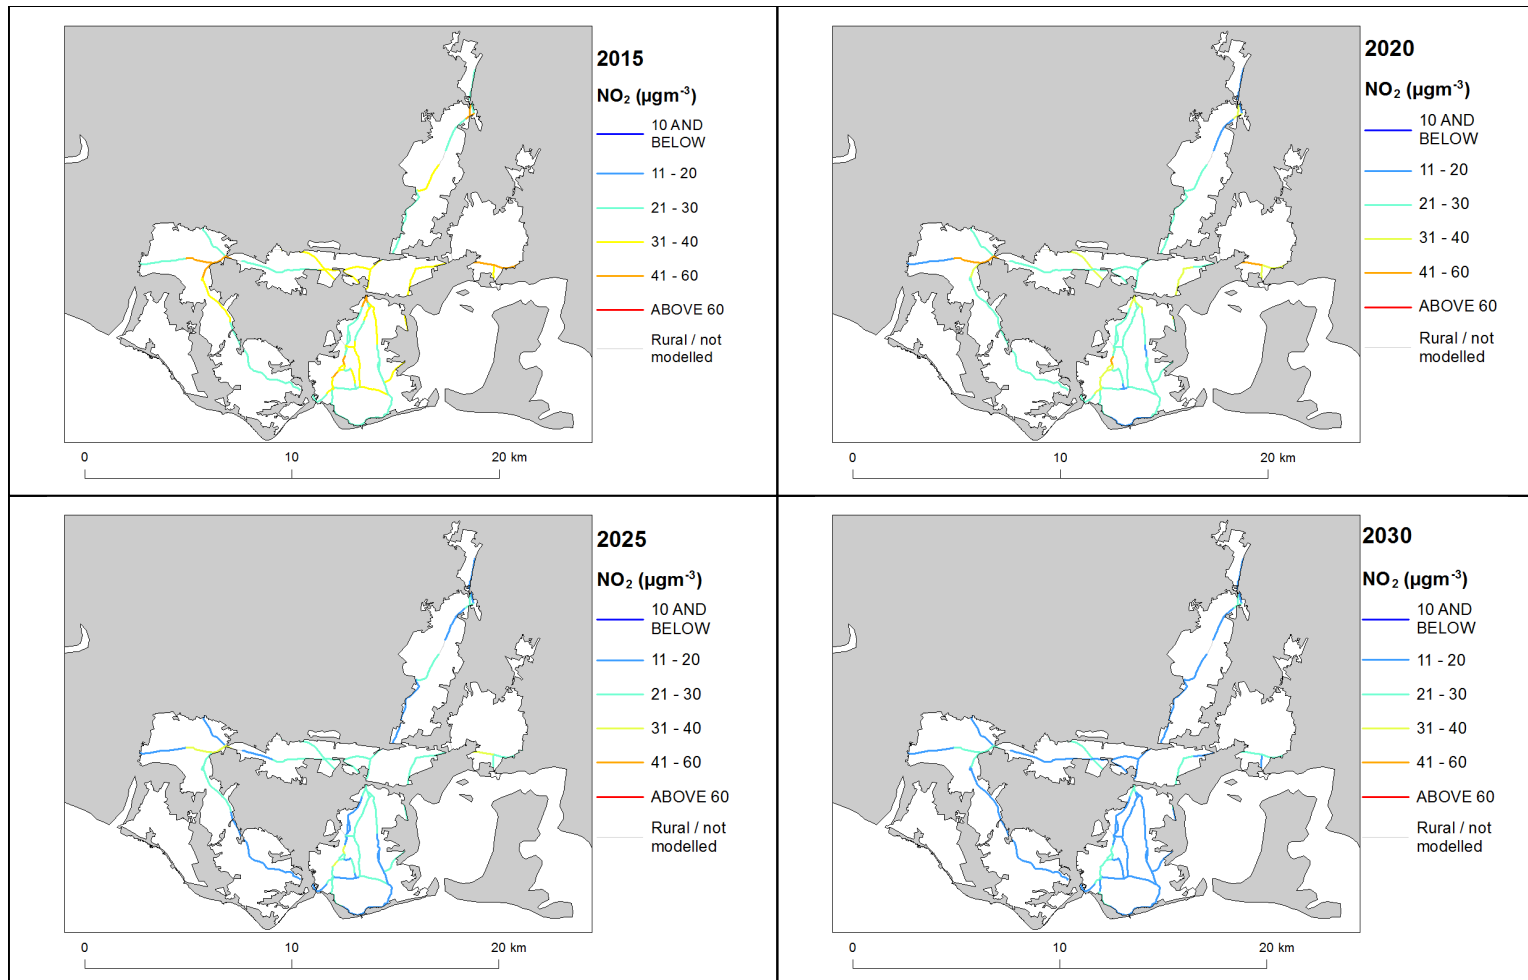 2015
NO₂ (µgm⁻³)
10 AND
BELOW
11 - 20
21 - 30
31 - 40
41 - 60
ABOVE 60
Rural / not
modelled
0 10 20 km
2020
NO₂ (µgm⁻³)
10 AND
BELOW
11 - 20
21 - 30
31 - 40
41 - 60
ABOVE 60
Rural / not
modelled
0 10 20 km
2025
NO₂ (µgm⁻³)
10 AND
BELOW
11 - 20
21 - 30
31 - 40
41 - 60
ABOVE 60
Rural / not
modelled
0 10 20 km
2030
NO₂ (µgm⁻³)
10 AND
BELOW
11 - 20
21 - 30
31 - 40
41 - 60
ABOVE 60
Rural / not
modelled
0 10 20 km